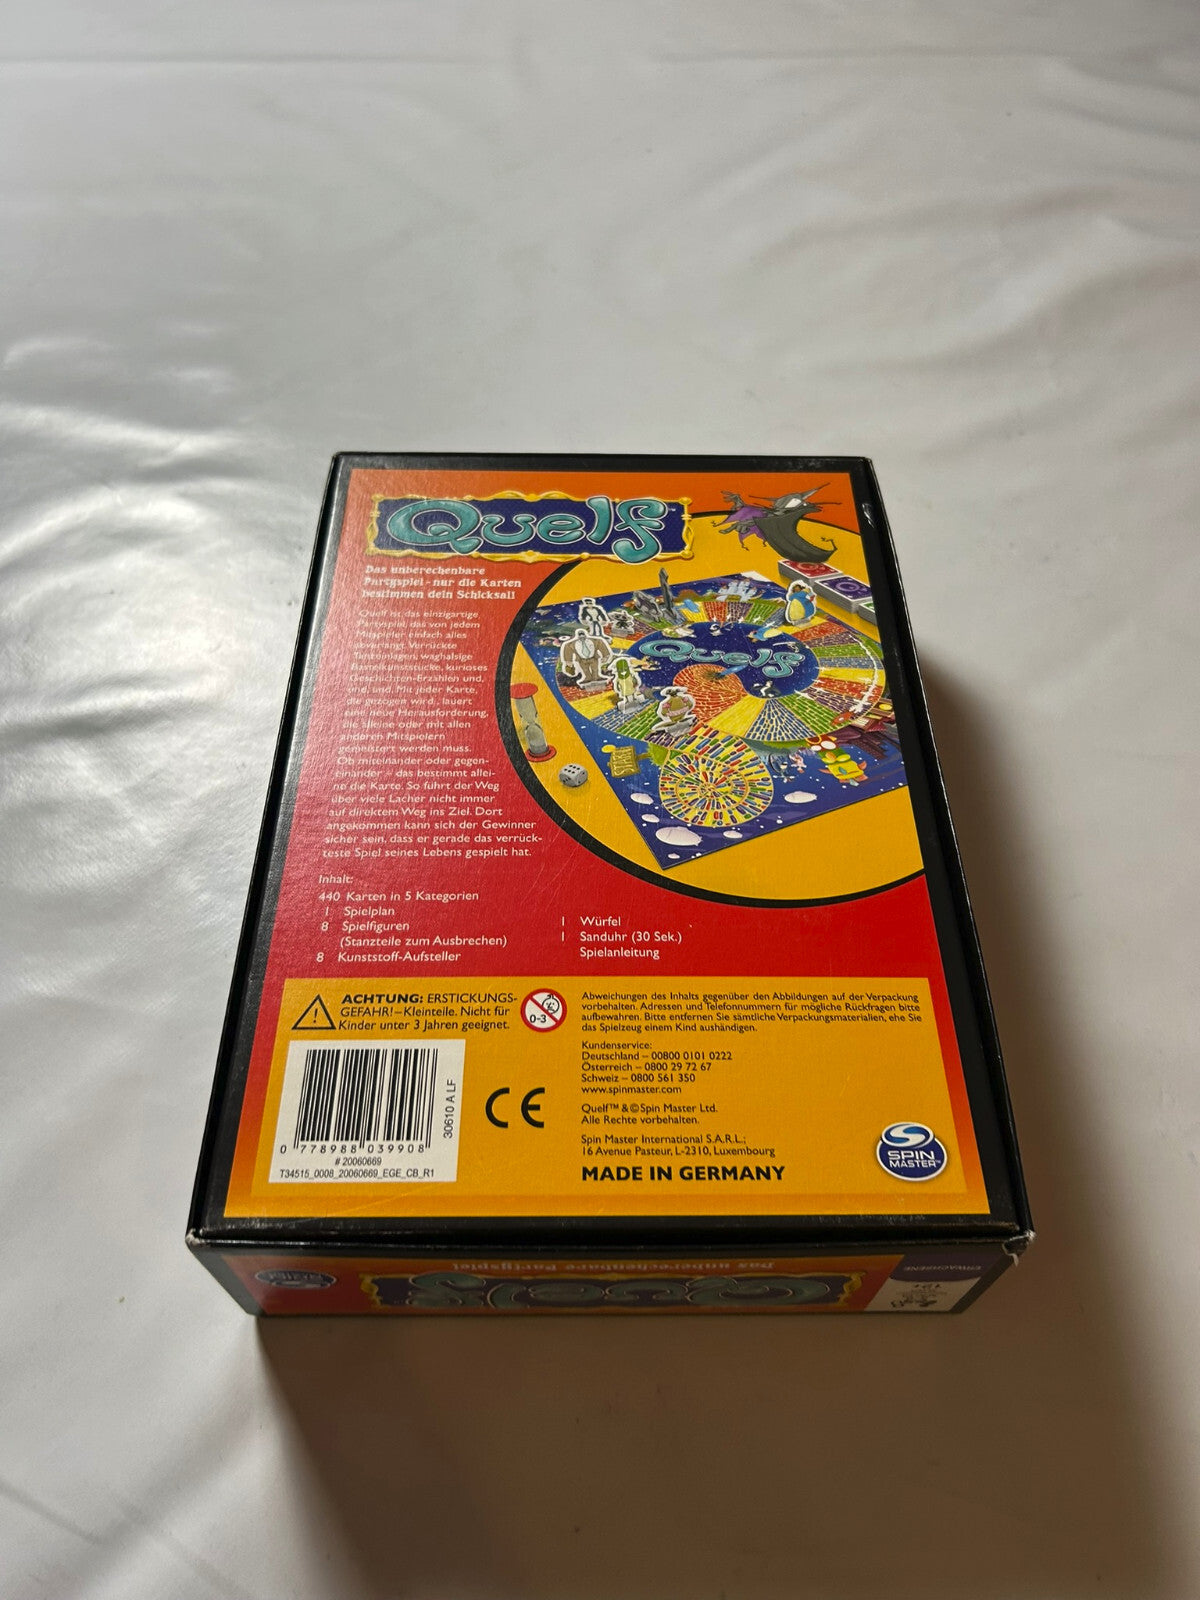 Quelf™
Das unberechenbare
Partyspiel - nur die Karten
bestimmen dein Schicksal!
Quelf ist das einzigartige
Partyspiel, das von jedem
Mitspieler einfach alles
abverlangt. Verrückte
Tanzeinlagen, waghalsige
Bastelkunststücke, kurioses
Geschichten-Erzählen und,
und, und. Mit jeder Karte,
die gezogen wird, lauert
eine neue Herausforderung,
die alleine oder mit allen
anderen Mitspielern
gemeistert werden muss.
Ob miteinander oder gegen-
einander – das bestimmt allei-
ne die Karte. So führt der Weg
über viele Lacher nicht immer
auf direktem Weg ins Ziel. Dort
angekommen kann sich der Gewinner
sicher sein, dass er gerade das verrück-
teste Spiel seines Lebens gespielt hat.
Quelf
Inhalt:
440 Karten in 5 Kategorien
1 Spielplan
8 Spielfiguren
(Stanzteile zum Ausbrechen)
8 Kunststoff-Aufsteller
1 Würfel
1 Sanduhr (30 Sek.)
Spielanleitung
ACHTUNG: ERSTICKUNGS-
GEFAHR! – Kleinteile. Nicht für
Kinder unter 3 Jahren geeignet.
0-3
Abweichungen des Inhalts gegenüber den Abbildungen auf der Verpackung
vorbehalten. Adressen und Telefonnummern für mögliche Rückfragen bitte
aufbewahren. Bitte entfernen Sie sämtliche Verpackungsmaterialien, ehe Sie
das Spielzeug einem Kind aushändigen.
Kundenservice:
Deutschland – 00800 0101 0222
Österreich – 0800 29 72 67
Schweiz – 0800 561 350
www.spinmaster.com
Quelf™ & © Spin Master Ltd.
Alle Rechte vorbehalten.
Spin Master International S.A.R.L.;
16 Avenue Pasteur, L-2310, Luxembourg
MADE IN GERMANY
30610 A LF
0 778988 039908
# 20060669
T34515_0008_20060669_EGE_CB_R1
CE
SPIN
MASTER™
Das unberechenbare Partyspiel
Quelf
ERWACHSENE